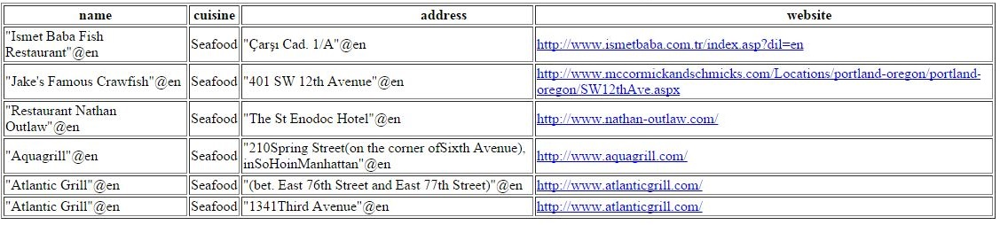 name cuisine address website
"Ismet Baba Fish
Restaurant"@en Seafood "Çarşı Cad. 1/A"@en http://www.ismetbaba.com.tr/index.asp?dil=en
"Jake's Famous Crawfish"@en Seafood "401 SW 12th Avenue"@en http://www.mccormickandschmicks.com/Locations/portland-oregon/portland-
oregon/SW12thAve.aspx
"Restaurant Nathan
Outlaw"@en Seafood "The St Enodoc Hotel"@en http://www.nathan-outlaw.com/
"Aquagrill"@en Seafood "210Spring Street(on the corner ofSixth Avenue),
inSoHoinManhattan"@en http://www.aquagrill.com/
"Atlantic Grill"@en Seafood "(bet. East 76th Street and East 77th Street)"@en http://www.atlanticgrill.com/
"Atlantic Grill"@en Seafood "1341Third Avenue"@en http://www.atlanticgrill.com/